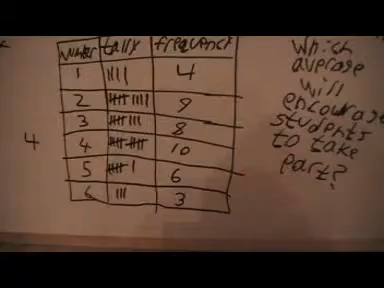 number tally frequency
1 |||| 4
2 |||| |||| 9
3 |||| ||| 8
4 |||| |||| 10
5 |||| | 6
6 ||| 3
4
Which
average
will
encourage
students
to take
part?